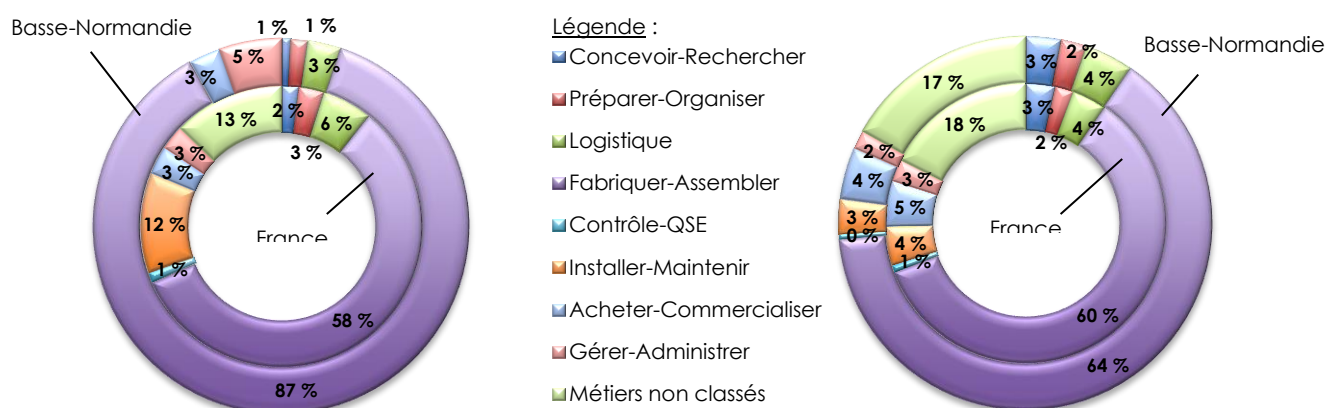 Basse-Normandie
1 %
1 %
3 %
5 %
3 %
87 %
2 %
3 %
6 %
58 %
1 %
12 %
3 %
3 %
13 %
France
Légende :
Concevoir-Rechercher
Préparer-Organiser
Logistique
Fabriquer-Assembler
Contrôle-QSE
Installer-Maintenir
Acheter-Commercialiser
Gérer-Administrer
Métiers non classés
Basse-Normandie
3 %
2 %
4 %
64 %
0 %
3 %
4 %
2 %
17 %
3 %
2 %
4 %
60 %
1 %
4 %
5 %
3 %
18 %
France